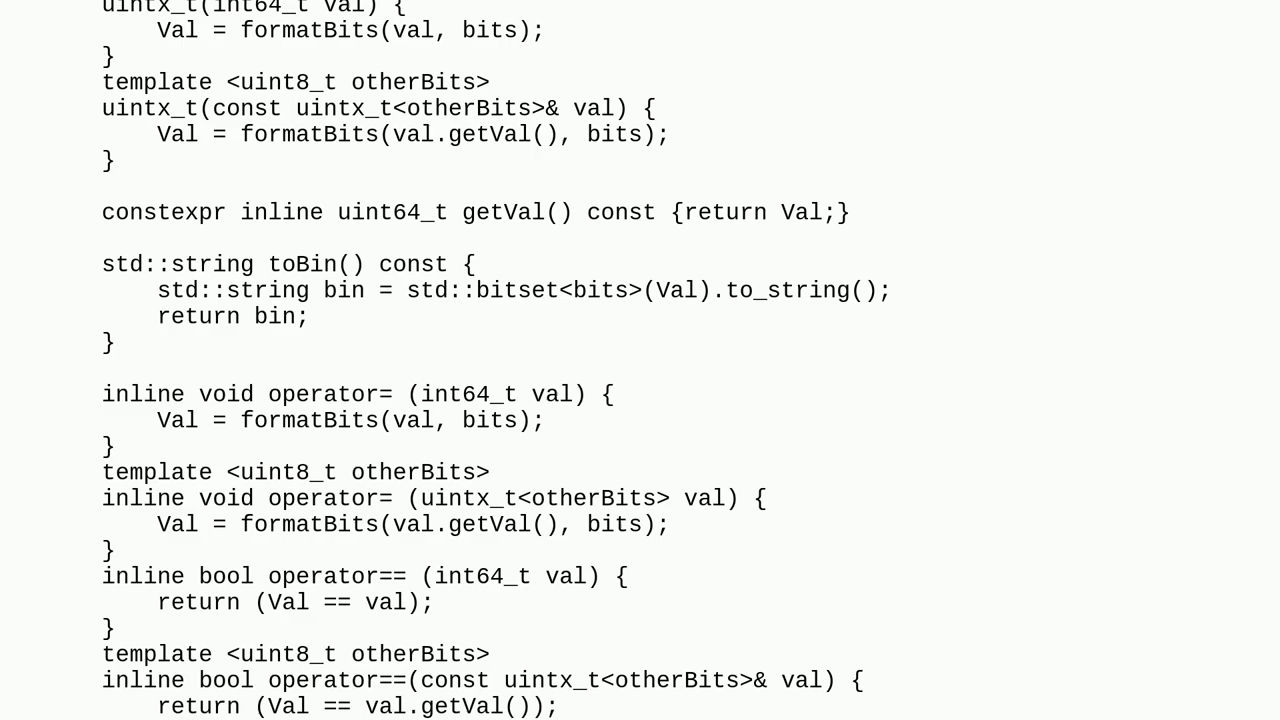 uintx_t(int64_t val) {
    Val = formatBits(val, bits);
}
template <uint8_t otherBits>
uintx_t(const uintx_t<otherBits>& val) {
    Val = formatBits(val.getVal(), bits);
}

constexpr inline uint64_t getVal() const {return Val;}

std::string toBin() const {
    std::string bin = std::bitset<bits>(Val).to_string();
    return bin;
}

inline void operator= (int64_t val) {
    Val = formatBits(val, bits);
}
template <uint8_t otherBits>
inline void operator= (uintx_t<otherBits> val) {
    Val = formatBits(val.getVal(), bits);
}
inline bool operator== (int64_t val) {
    return (Val == val);
}
template <uint8_t otherBits>
inline bool operator==(const uintx_t<otherBits>& val) {
    return (Val == val.getVal());